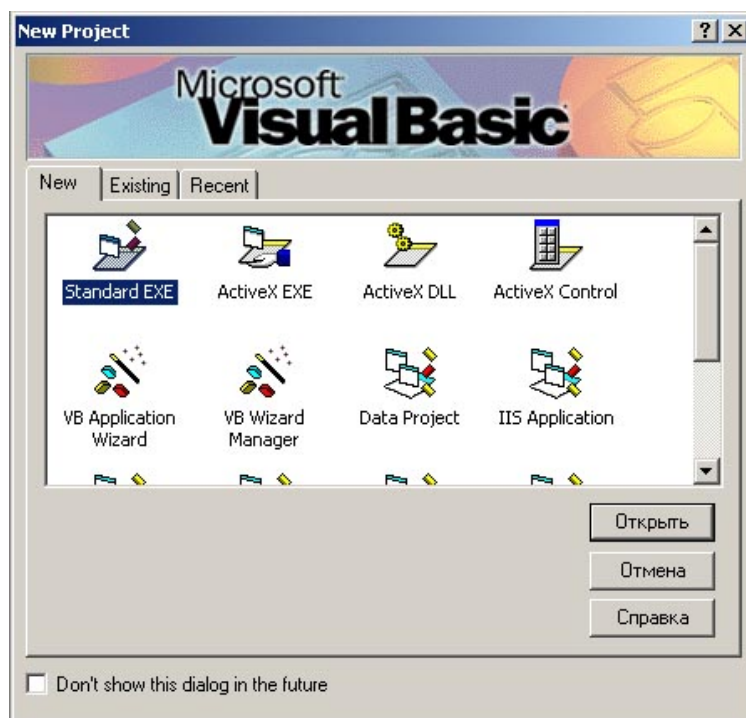 New Project
Microsoft
Visual Basic
New Existing Recent
Standard EXE ActiveX EXE ActiveX DLL ActiveX Control
VB Application Wizard VB Wizard Manager Data Project IIS Application
Открыть
Отмена
Справка
Don't show this dialog in the future